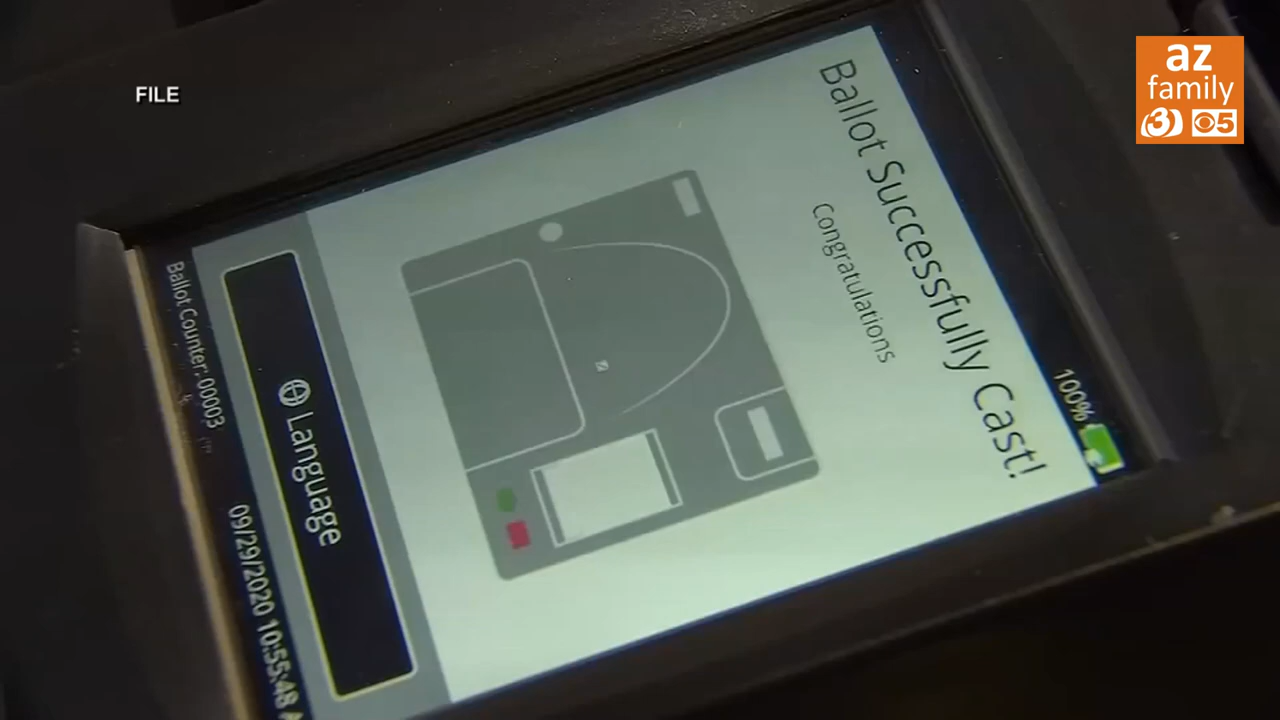 FILE
az
family
3 5
100%
Ballot Successfully Cast!
Congratulations
Language
Ballot Counter: 00003
09/29/2020 10:55:48 A